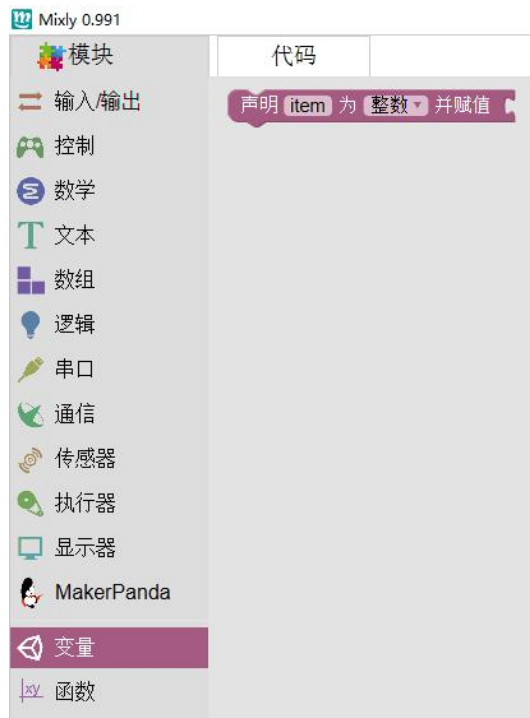 Mixly 0.991
模块 代码
输入/输出
声明 item 为 整数 并赋值
控制
数学
文本
数组
逻辑
串口
通信
传感器
执行器
显示器
MakerPanda
变量
xy 函数